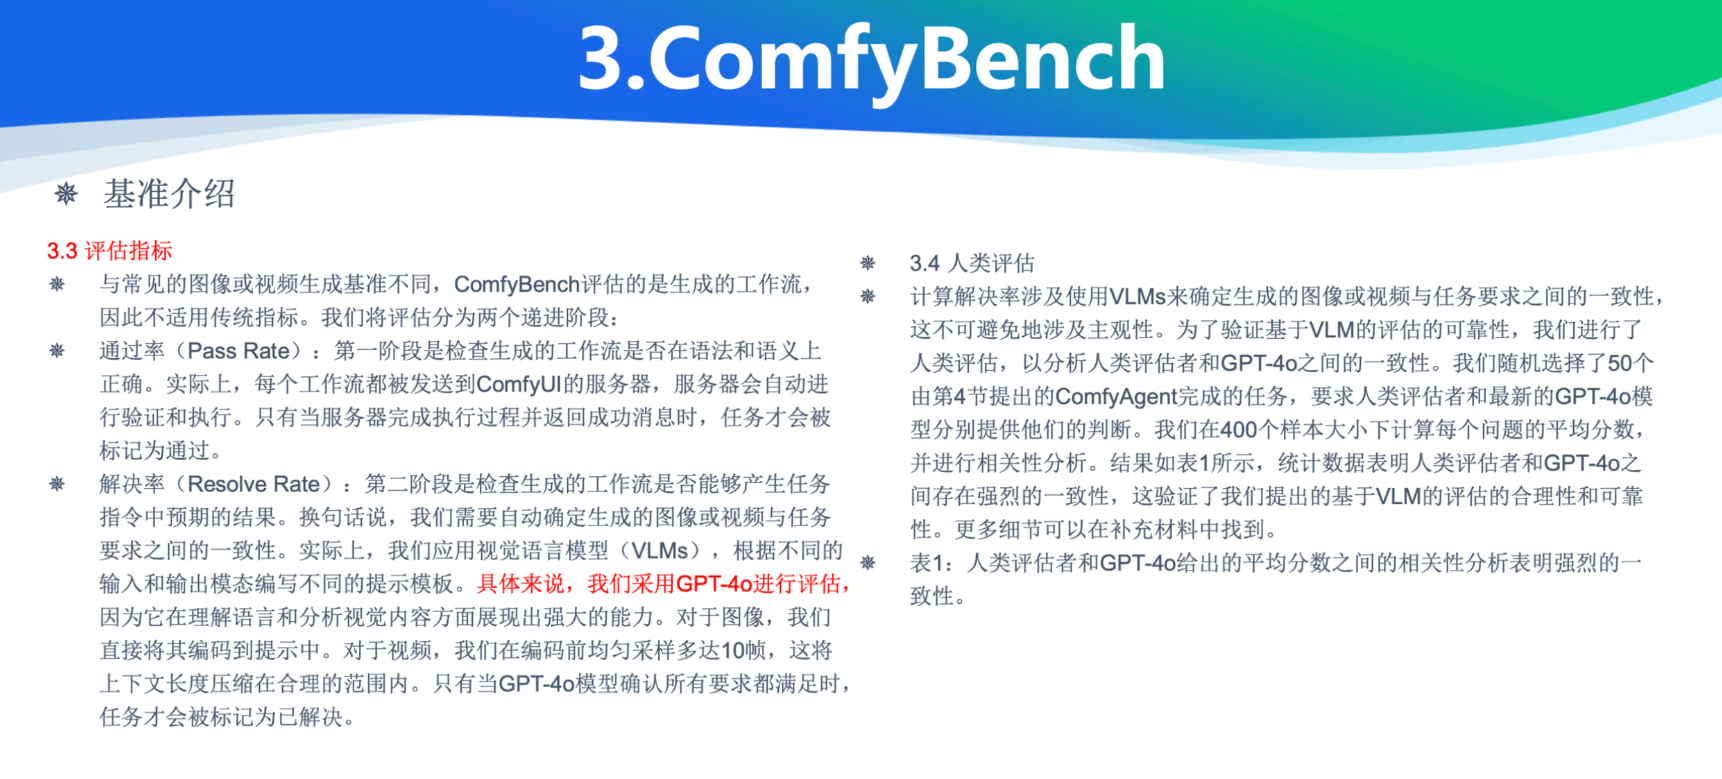 3.ComfyBench
基准介绍
3.3 评估指标
与常见的图像或视频生成基准不同，ComfyBench评估的是生成的工作流，
因此不适用传统指标。我们将评估分为两个递进阶段：
通过率（Pass Rate）：第一阶段是检查生成的工作流是否在语法和语义上
正确。实际上，每个工作流都被发送到ComfyUI的服务器，服务器会自动进
行验证和执行。只有当服务器完成执行过程并返回成功消息时，任务才会被
标记为通过。
解决率（Resolve Rate）：第二阶段是检查生成的工作流是否能够产生任务
指令中预期的结果。换句话说，我们需要自动确定生成的图像或视频与任务
要求之间的一致性。实际上，我们应用视觉语言模型（VLMs），根据不同的
输入和输出模态编写不同的提示模板。具体来说，我们采用GPT-4o进行评估，
因为它在理解语言和分析视觉内容方面展现出强大的能力。对于图像，我们
直接将其编码到提示中。对于视频，我们在编码前均匀采样多达10帧，这将
上下文长度压缩在合理的范围内。只有当GPT-4o模型确认所有要求都满足时，
任务才会被标记为已解决。
3.4 人类评估
计算解决率涉及使用VLMs来确定生成的图像或视频与任务要求之间的一致性，
这不可避免地涉及主观性。为了验证基于VLM的评估的可靠性，我们进行了
人类评估，以分析人类评估者和GPT-4o之间的一致性。我们随机选择了50个
由第4节提出的ComfyAgent完成的任务，要求人类评估者和最新的GPT-4o模
型分别提供他们的判断。我们在400个样本大小下计算每个问题的平均分数，
并进行相关性分析。结果如表1所示，统计数据表明人类评估者和GPT-4o之
间存在强烈的一致性，这验证了我们提出的基于VLM的评估的合理性和可靠
性。更多细节可以在补充材料中找到。
表1：人类评估者和GPT-4o给出的平均分数之间的相关性分析表明强烈的一
致性。